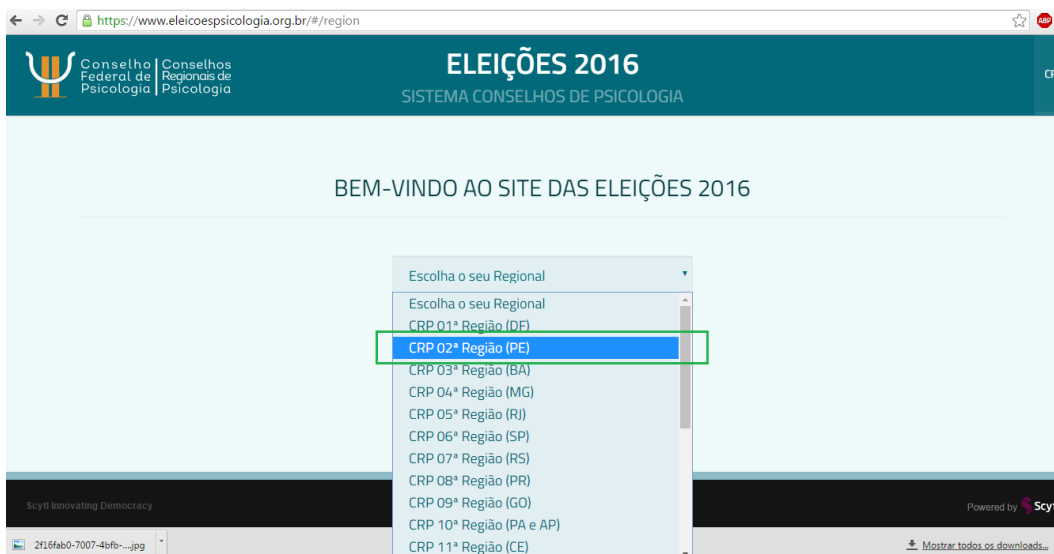 https://www.eleicoespsicologia.org.br/#/region
ABP
Conselho Federal de Psicologia
Conselhos Regionais de Psicologia
ELEIÇÕES 2016
SISTEMA CONSELHOS DE PSICOLOGIA
BEM-VINDO AO SITE DAS ELEIÇÕES 2016
Escolha o seu Regional
Escolha o seu Regional
CRP 01ª Região (DF)
CRP 02ª Região (PE)
CRP 03ª Região (BA)
CRP 04ª Região (MG)
CRP 05ª Região (RJ)
CRP 06ª Região (SP)
CRP 07ª Região (RS)
CRP 08ª Região (PR)
CRP 09ª Região (GO)
CRP 10ª Região (PA e AP)
CRP 11ª Região (CE)
Scytl Innovating Democracy
Powered by Scyt
2f16fab0-7007-4bfb-....jpg
Mostrar todos os downloads...